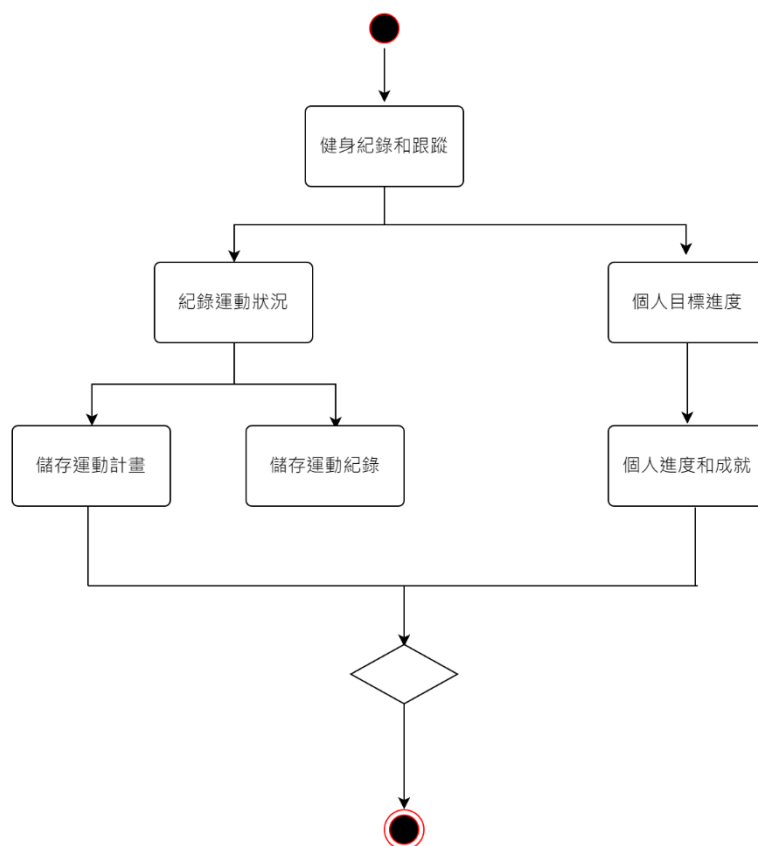 健身紀錄和跟蹤
紀錄運動狀況
個人目標進度
儲存運動計畫
儲存運動紀錄
個人進度和成就